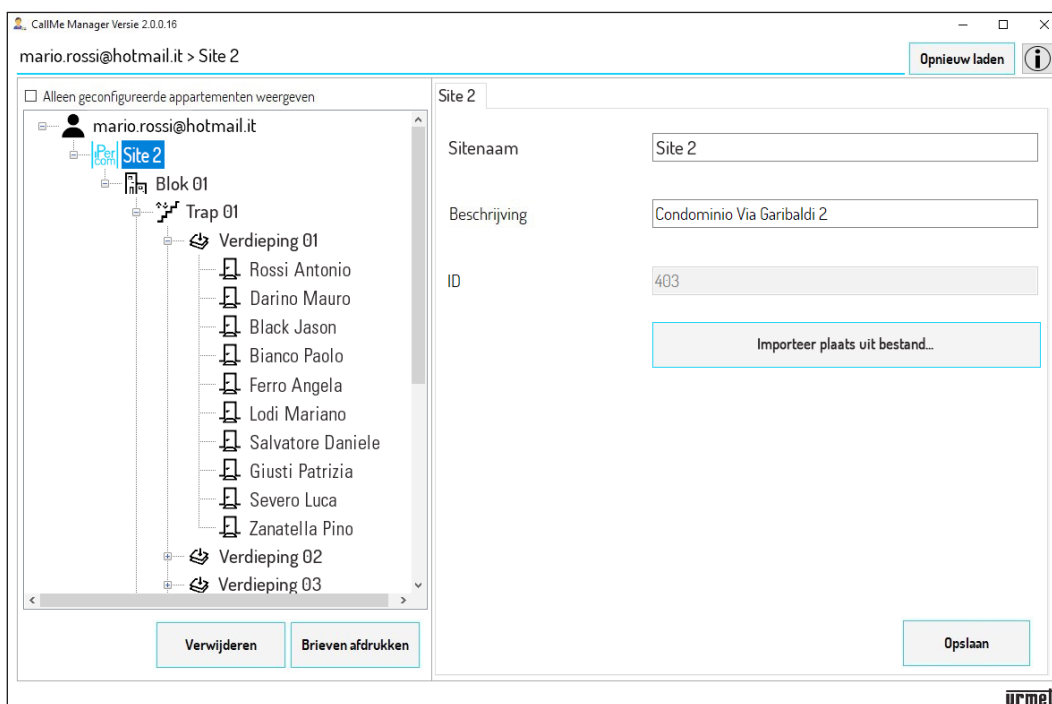 CallMe Manager Versie 2.0.0.16
mario.rossi@hotmail.it > Site 2
Opnieuw laden
Alleen geconfigureerde appartementen weergeven
mario.rossi@hotmail.it
iPer com Site 2
Blok 01
Trap 01
Verdieping 01
Rossi Antonio
Darino Mauro
Black Jason
Bianco Paolo
Ferro Angela
Lodi Mariano
Salvatore Daniele
Giusti Patrizia
Severo Luca
Zanatella Pino
Verdieping 02
Verdieping 03
Verwijderen
Brieven afdrukken
Site 2
Sitenaam
Site 2
Beschrijving
Condominio Via Garibaldi 2
ID
403
Importeer plaats uit bestand...
Opslaan
urmet